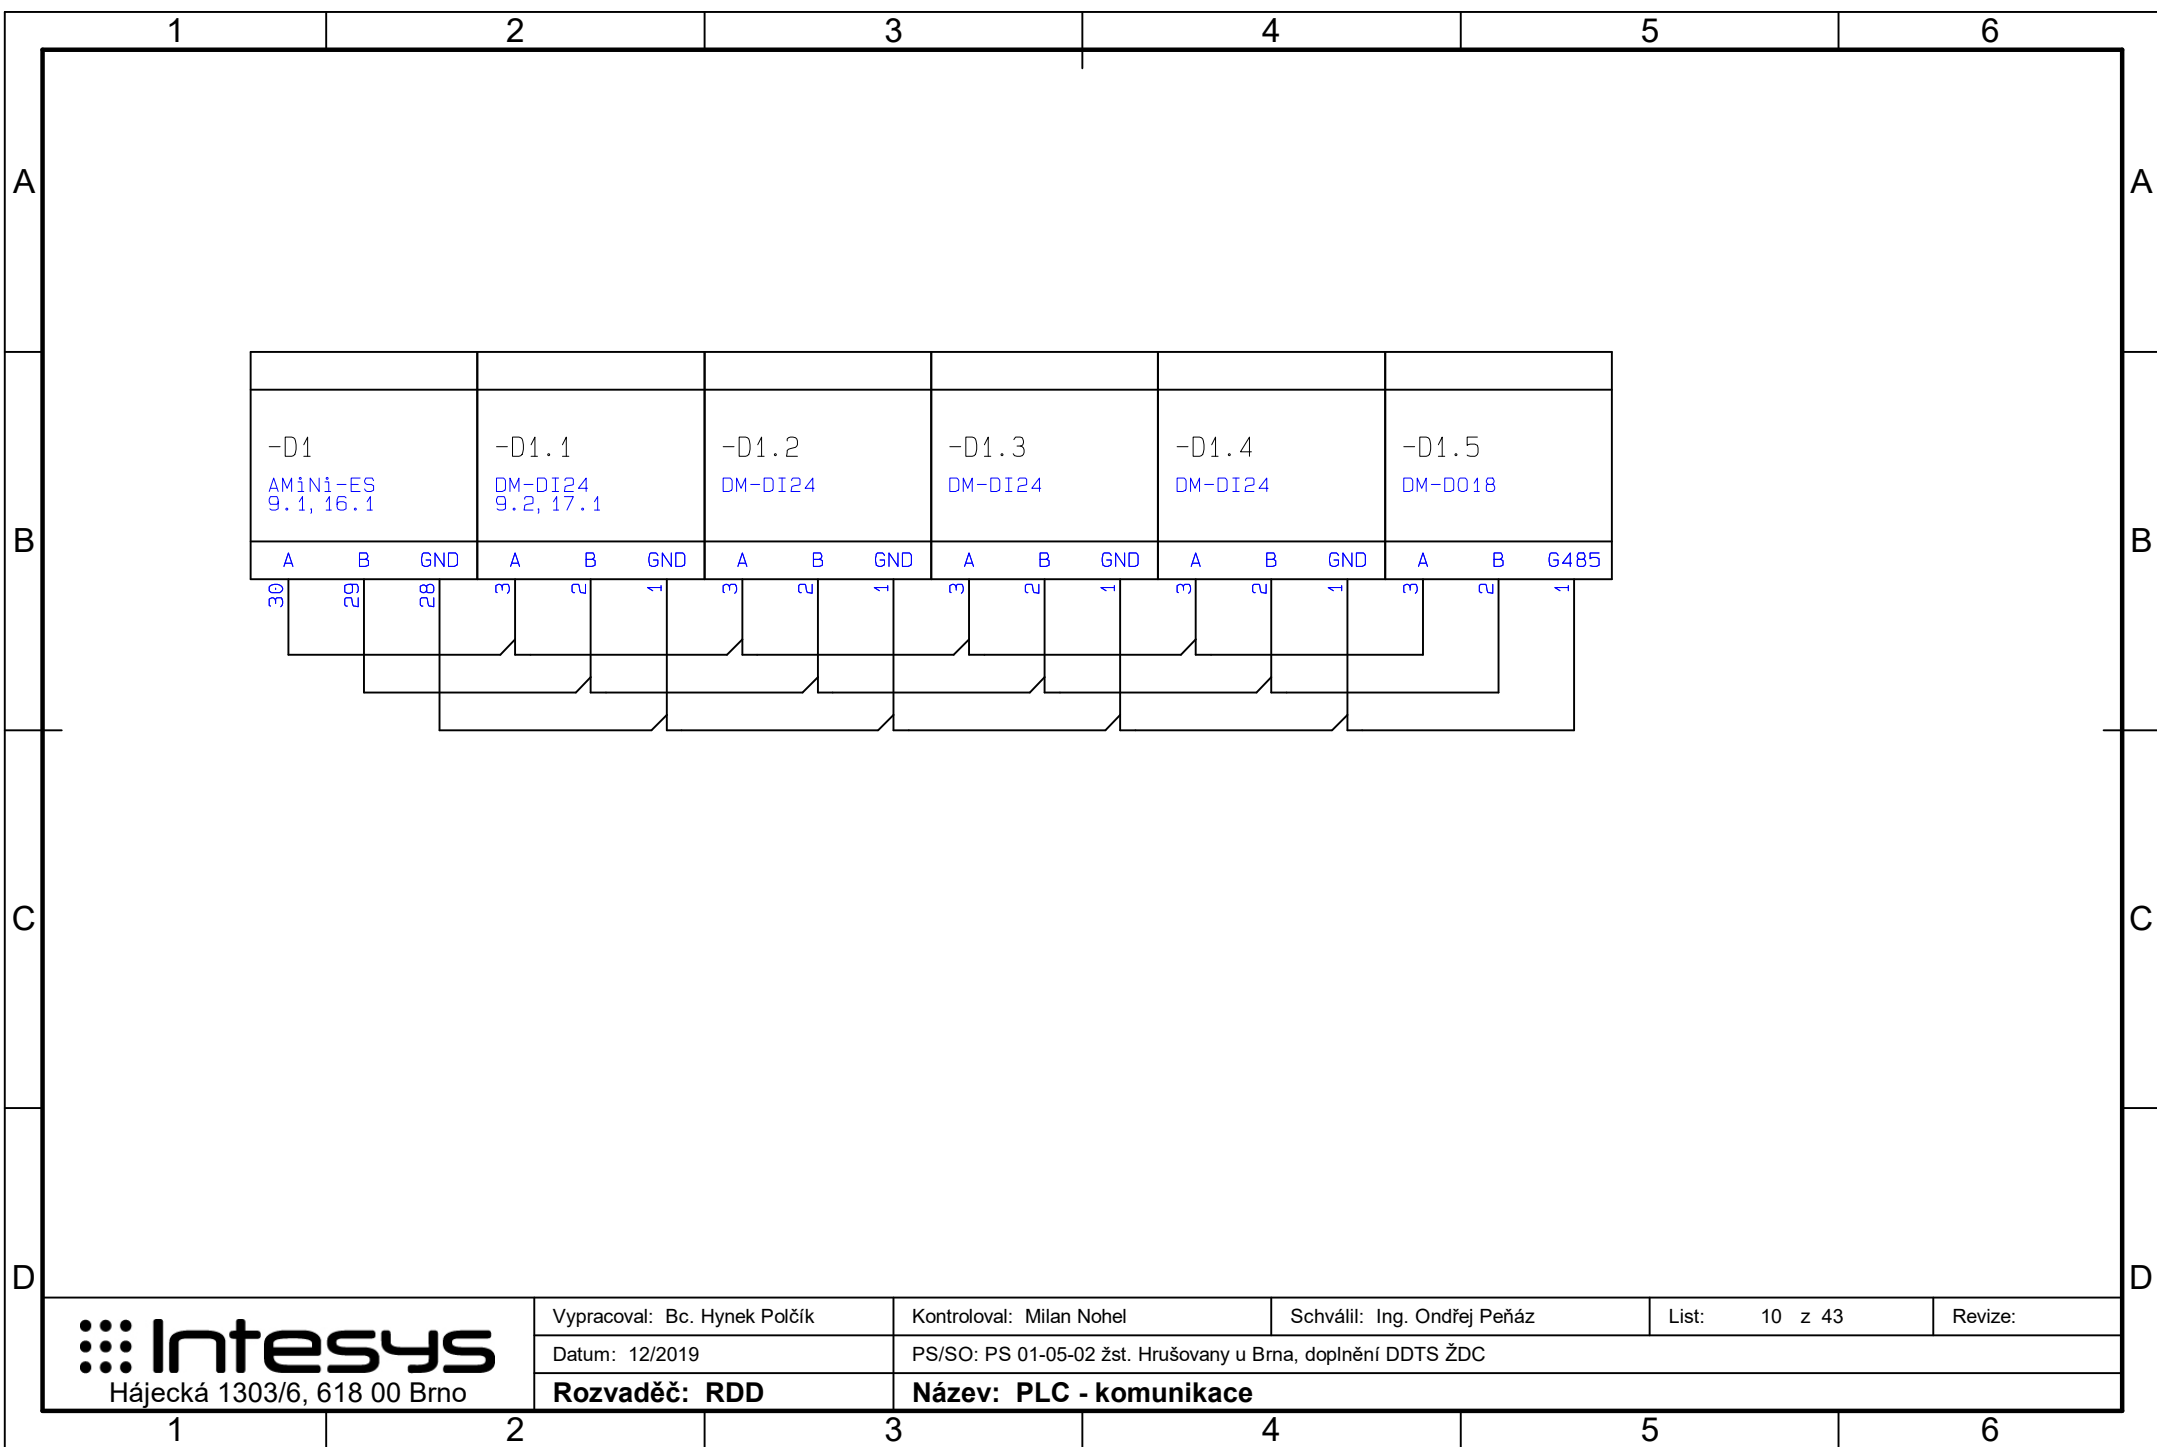 1 2 3 4 5 6
A A
-D1 -D1.1 -D1.2 -D1.3 -D1.4 -D1.5
AMiNi-ES DM-DI24 DM-DI24 DM-DI24 DM-DI24 DM-DO18
9.1, 16.1 9.2, 17.1
B B
A B GND A B GND A B GND A B GND A B GND A B G485
30 29 28 3 2 1 3 2 1 3 2 1 3 2 1 3 2 1
C C
D D
Intesys
Hájecká 1303/6, 618 00 Brno
Vypracoval: Bc. Hynek Polčík Kontroloval: Milan Nohel Schválil: Ing. Ondřej Peňáz List: 10 z 43 Revize:
Datum: 12/2019 PS/SO: PS 01-05-02 žst. Hrušovany u Brna, doplnění DDTS ŽDC
Rozvaděč: RDD Název: PLC - komunikace
1 2 3 4 5 6